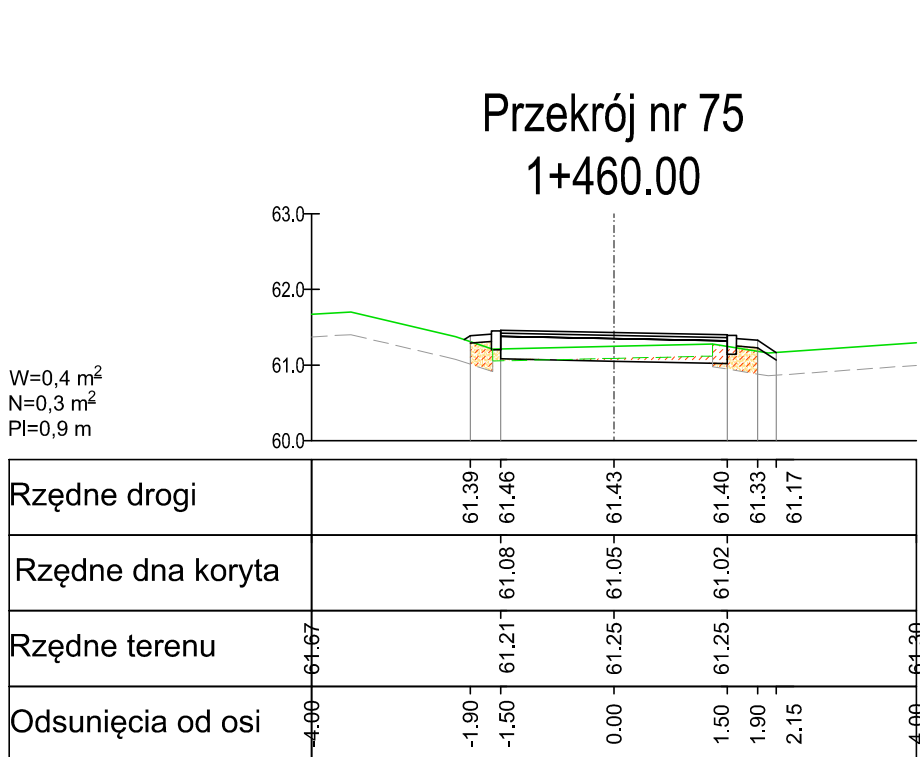 Przekrój nr 75
1+460.00
63.0
62.0
61.0
60.0
W=0,4 m²
N=0,3 m²
Pl=0,9 m
Rzędne drogi 61.39 61.46 61.43 61.40 61.33 61.17
Rzędne dna koryta 61.08 61.05 61.02
Rzędne terenu 61.67 61.21 61.25 61.25 61.30
Odsunięcia od osi -4.00 -1.90 -1.50 0.00 1.50 1.90 2.15 4.00